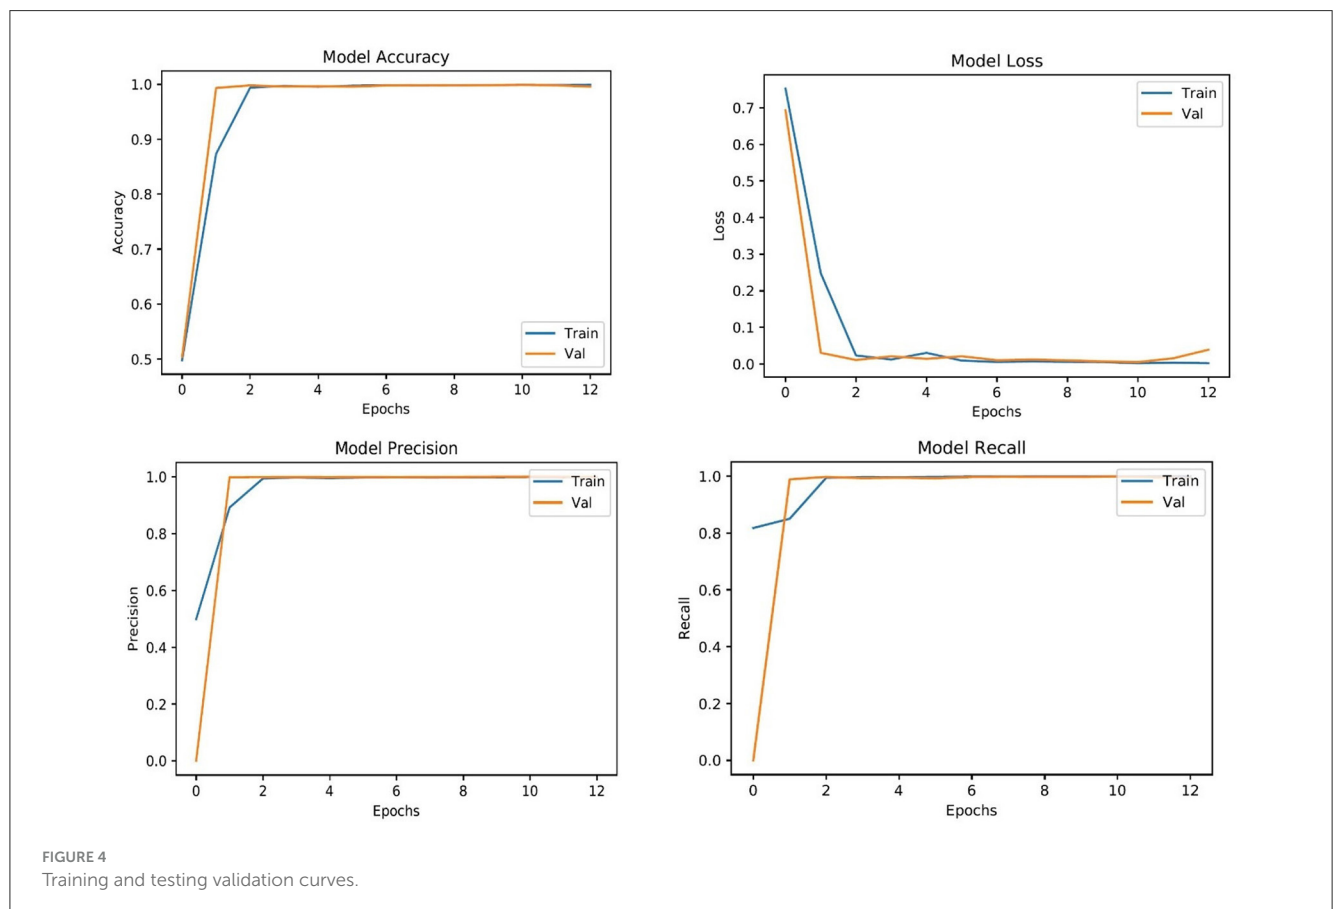 Model Accuracy
1.0
0.9
0.8
0.7
0.6
0.5
Accuracy
Train
Val
0 2 4 6 8 10 12
Epochs
Model Loss
0.7
0.6
0.5
0.4
0.3
0.2
0.1
0.0
Loss
Train
Val
0 2 4 6 8 10 12
Epochs
Model Precision
1.0
0.8
0.6
0.4
0.2
0.0
Precision
Train
Val
0 2 4 6 8 10 12
Epochs
Model Recall
1.0
0.8
0.6
0.4
0.2
0.0
Recall
Train
Val
0 2 4 6 8 10 12
Epochs
FIGURE 4
Training and testing validation curves.